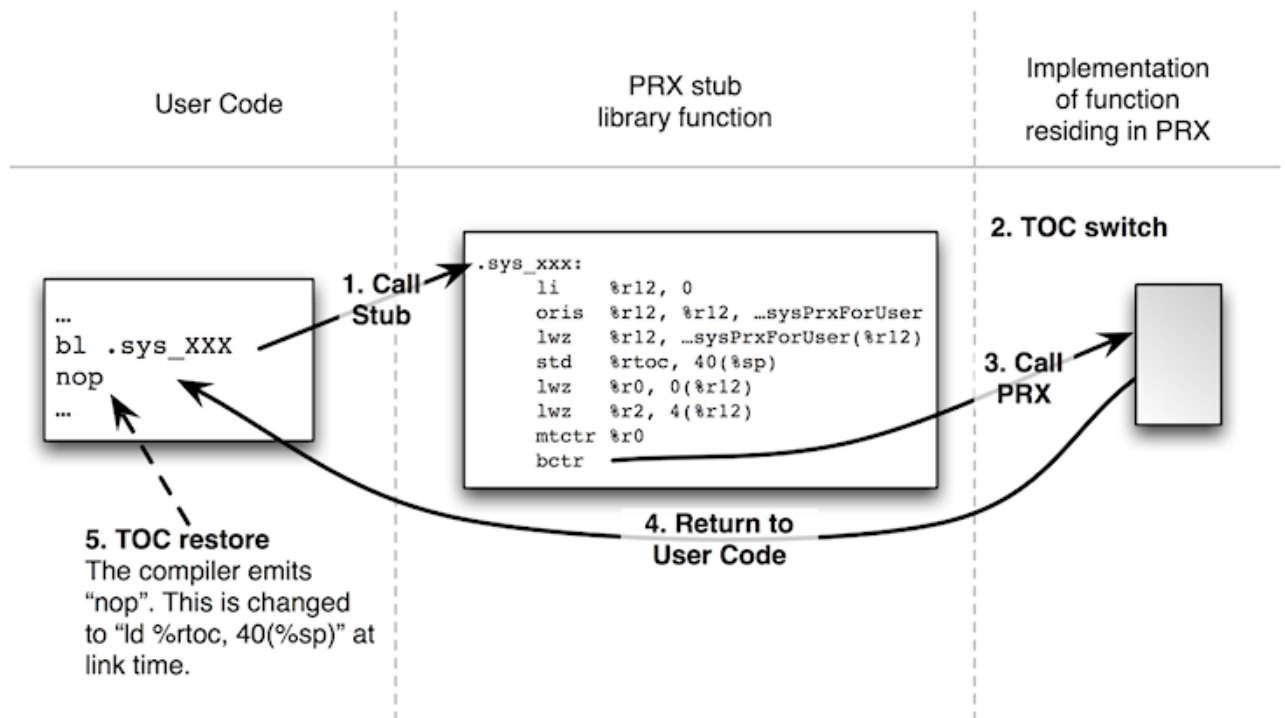 User Code
PRX stub
library function
Implementation
of function
residing in PRX
2. TOC switch
1. Call
Stub
…
bl .sys_XXX
nop
…
.sys_xxx:
li %r12, 0
oris %r12, %r12, …sysPrxForUser
lwz %r12, …sysPrxForUser(%r12)
std %rtoc, 40(%sp)
lwz %r0, 0(%r12)
lwz %r2, 4(%r12)
mtctr %r0
bctr
3. Call
PRX
4. Return to
User Code
5. TOC restore
The compiler emits
“nop”. This is changed
to “ld %rtoc, 40(%sp)” at
link time.